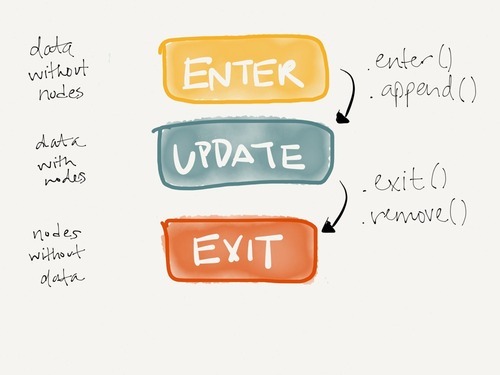 data
without
nodes
ENTER
.enter()
.append()
data
with
nodes
UPDATE
.exit()
.remove()
nodes
without
data
EXIT